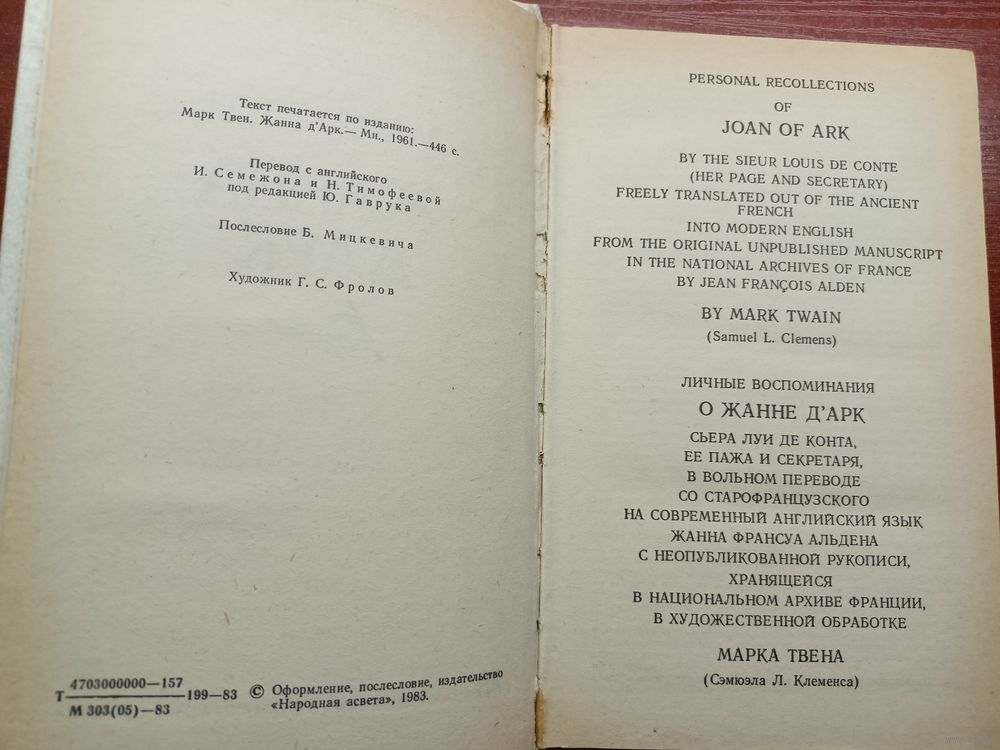 Текст печатается по изданию:
Марк Твен. Жанна д'Арк.— Мн., 1961.—446 с.
Перевод с английского
И. Семежона и Н. Тимофеевой
под редакцией Ю. Гаврука
Послесловие Б. Мицкевича
Художник Г. С. Фролов
4703000000—157
Т 199—83
М 303(05)—83
© Оформление, послесловие, издательство
«Народная асвета», 1983.
PERSONAL RECOLLECTIONS
OF
JOAN OF ARK
BY THE SIEUR LOUIS DE CONTE
(HER PAGE AND SECRETARY)
FREELY TRANSLATED OUT OF THE ANCIENT
FRENCH
INTO MODERN ENGLISH
FROM THE ORIGINAL UNPUBLISHED MANUSCRIPT
IN THE NATIONAL ARCHIVES OF FRANCE
BY JEAN FRANÇOIS ALDEN
BY MARK TWAIN
(Samuel L. Clemens)
ЛИЧНЫЕ ВОСПОМИНАНИЯ
О ЖАННЕ Д'АРК
СЬЕРА ЛУИ ДЕ КОНТА,
ЕЕ ПАЖА И СЕКРЕТАРЯ,
В ВОЛЬНОМ ПЕРЕВОДЕ
СО СТАРОФРАНЦУЗСКОГО
НА СОВРЕМЕННЫЙ АНГЛИЙСКИЙ ЯЗЫК
ЖАННА ФРАНСУА АЛЬДЕНА
С НЕОПУБЛИКОВАННОЙ РУКОПИСИ,
ХРАНЯЩЕЙСЯ
В НАЦИОНАЛЬНОМ АРХИВЕ ФРАНЦИИ,
В ХУДОЖЕСТВЕННОЙ ОБРАБОТКЕ
МАРКА ТВЕНА
(Сэмюэла Л. Клеменса)